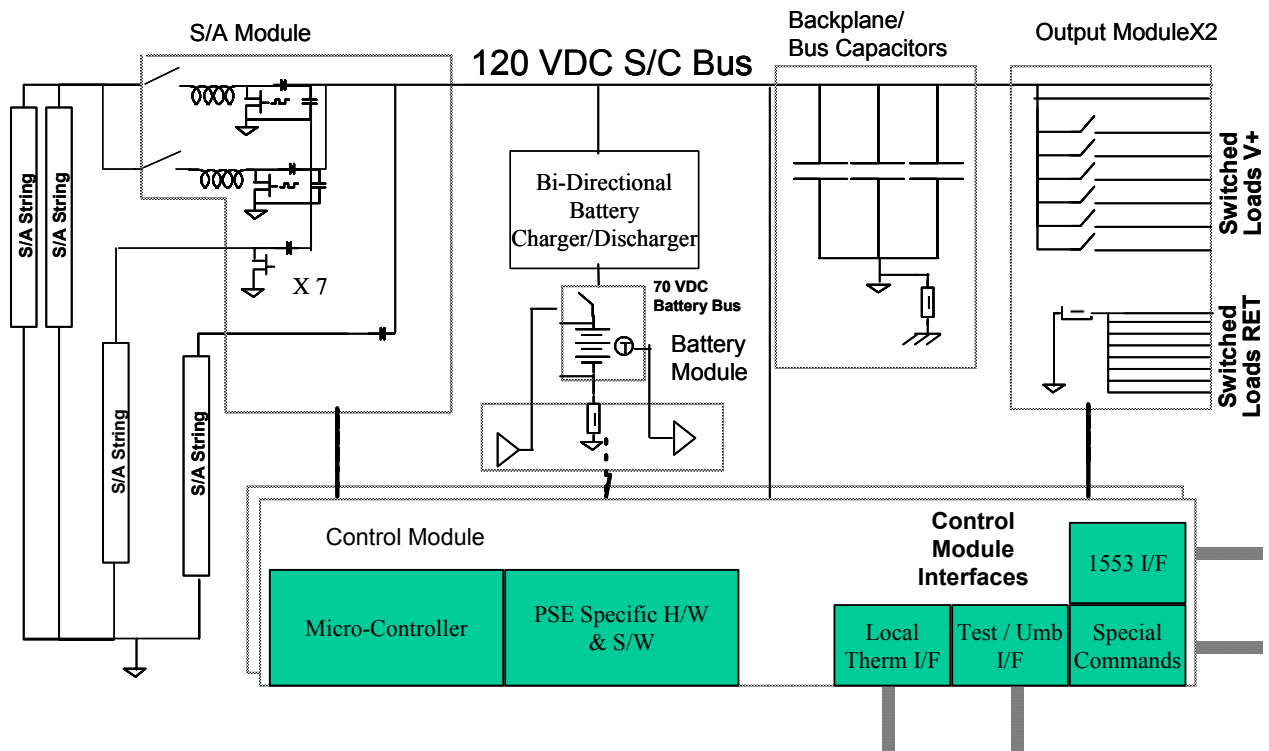 S/A Module
120 VDC S/C Bus
Backplane/
Bus Capacitors
Output ModuleX2
S/A String
S/A String
X 7
Bi-Directional
Battery
Charger/Discharger
70 VDC
Battery Bus
T
Battery
Module
Switched
Loads V+
Switched
Loads RET
S/A String
S/A String
Control Module
Control
Module
Interfaces
Micro-Controller
PSE Specific H/W
& S/W
1553 I/F
Local
Therm I/F
Test / Umb
I/F
Special
Commands